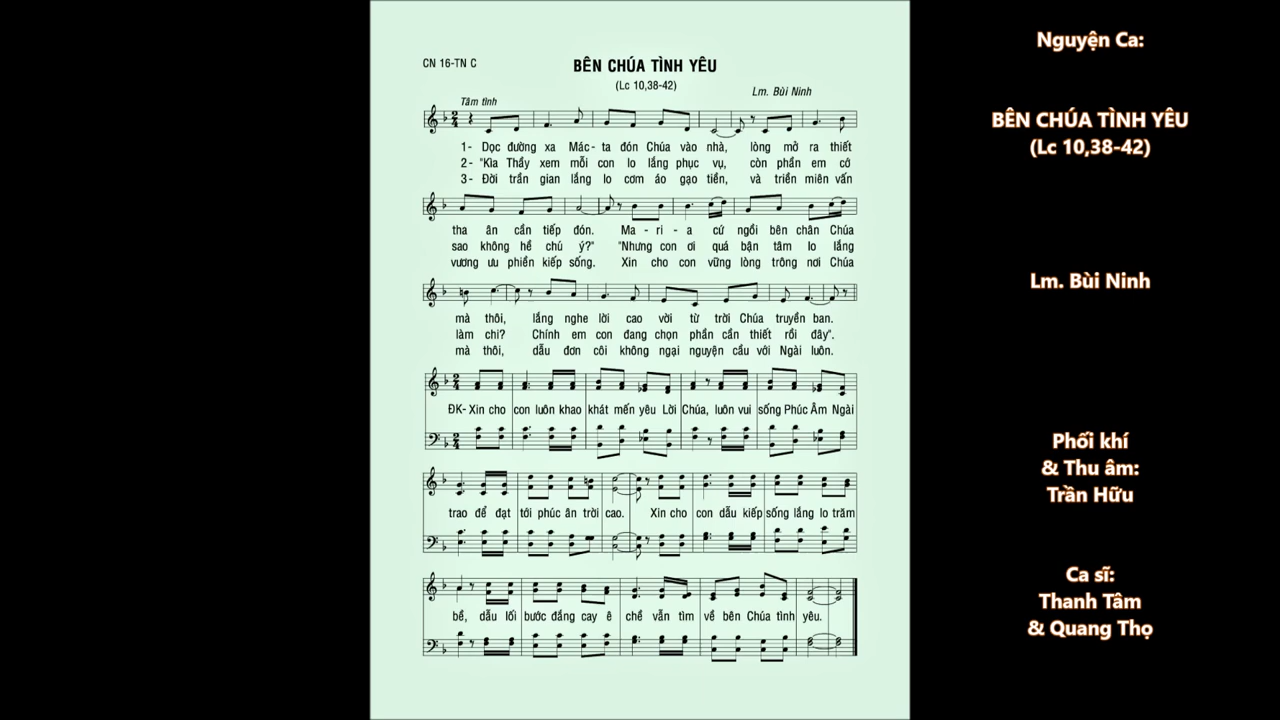 CN 16-TN C
BÊN CHÚA TÌNH YÊU
(Lc 10,38-42)
Lm. Bùi Ninh
Tâm tình
1- Dọc đường xa Mác-ta đón Chúa vào nhà, lòng mở ra thiết
2- "Kìa Thầy xem mỗi con lo lắng phục vụ, còn phần em cớ
3- Đời trần gian lắng lo cơm áo gạo tiền, và triền miên vấn
tha ân cần tiếp đón. Ma - ri - a cứ ngồi bên chân Chúa
sao không hề chú ý?" "Nhưng con ơi quá bận tâm lo lắng
vương ưu phiền kiếp sống. Xin cho con vững lòng trông nơi Chúa
mà thôi, lắng nghe lời cao vời từ trời Chúa truyền ban.
làm chi? Chính em con đang chọn phần cần thiết rồi đây".
mà thôi, dẫu đơn côi không ngại nguyện cầu với Ngài luôn.
ĐK- Xin cho con luôn khao khát mến yêu Lời Chúa, luôn vui sống Phúc Âm Ngài
trao để đạt tới phúc ân trời cao. Xin cho con dẫu kiếp sống lắng lo trăm
bề, dẫu lối bước đắng cay ê chề vẫn tìm về bên Chúa tình yêu.
Nguyện Ca:
BÊN CHÚA TÌNH YÊU
(Lc 10,38-42)
Lm. Bùi Ninh
Phối khí
& Thu âm:
Trần Hữu
Ca sĩ:
Thanh Tâm
& Quang Thọ